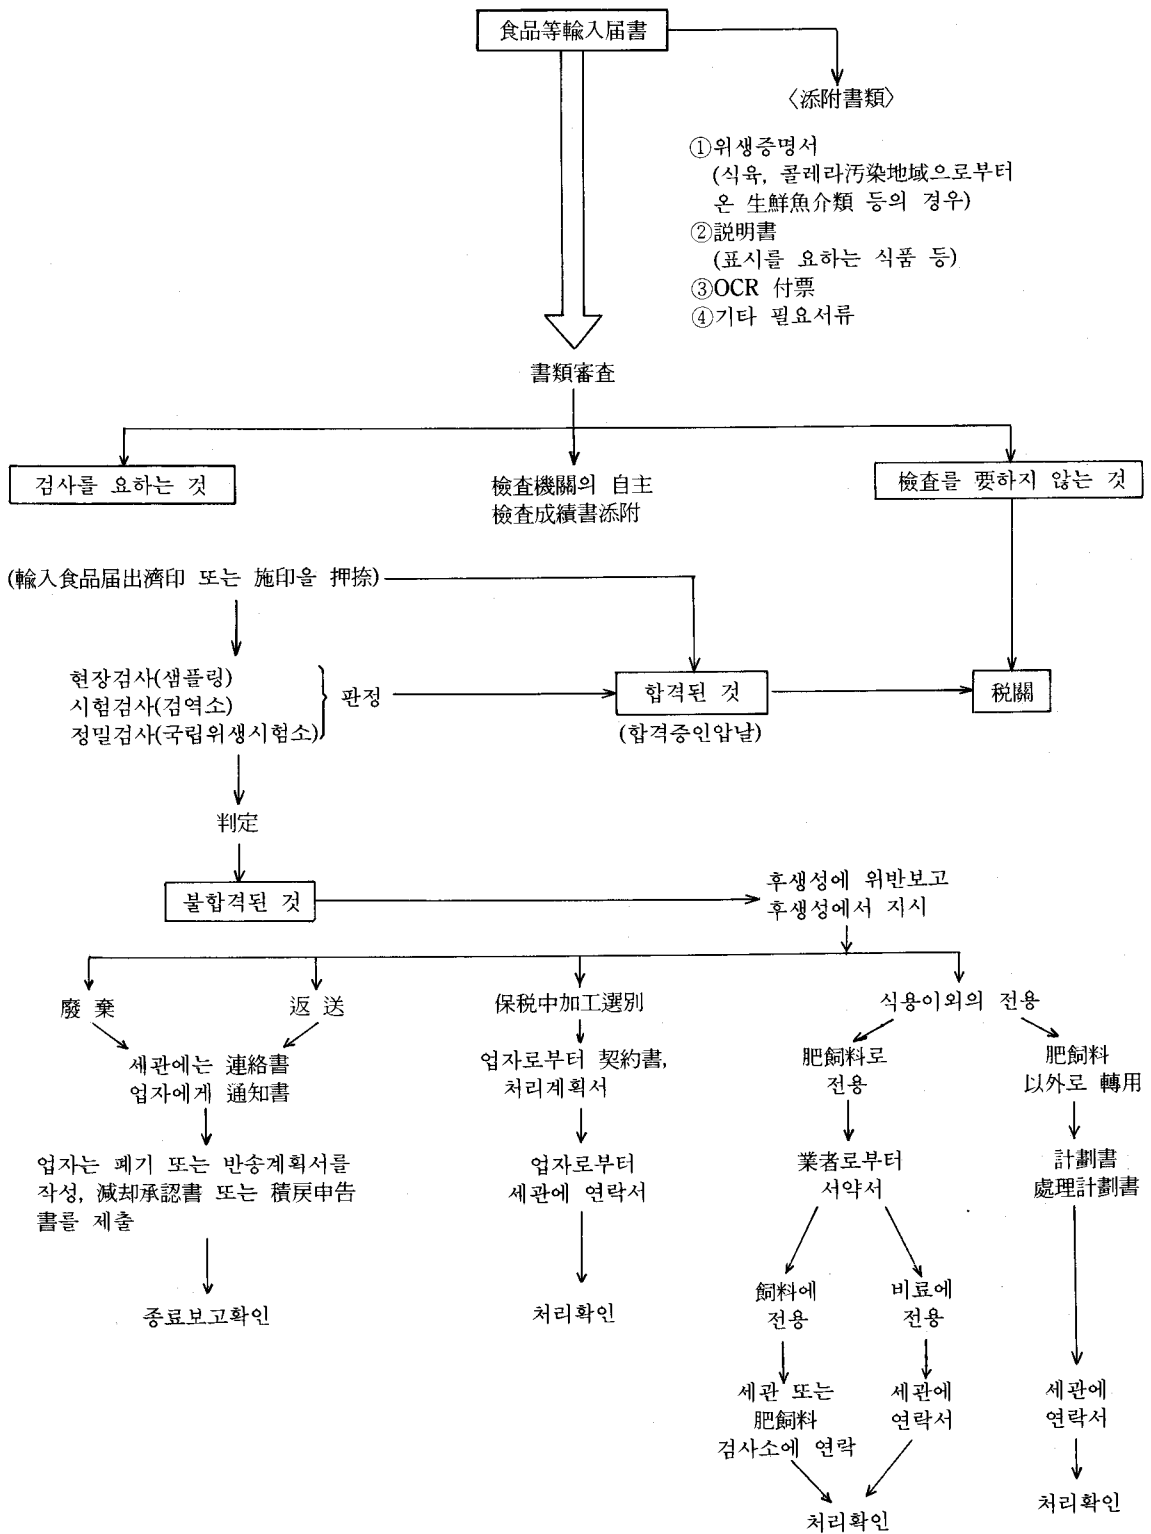 食品等輸入届書
〈添附書類〉
①위생증명서
(식육, 콜레라汚染地域으로부터
온 生鮮魚介類 등의 경우)
②説明書
(표시를 요하는 식품 등)
③OCR 付票
④기타 필요서류
書類審査
검사를 요하는 것
檢査機關의 自主
檢査成績書添附
檢査를 要하지 않는 것
(輸入食品届出濟印 또는 施印을 押捺)
현장검사(샘플링)
시험검사(검역소)
정밀검사(국립위생시험소)
판정
합격된 것
(합격증인압날)
税關
判定
불합격된 것
후생성에 위반보고
후생성에서 지시
廢棄
返送
保税中加工選別
식용이외의 전용
세관에는 連絡書
업자에게 通知書
업자로부터 契約書,
처리계획서
肥飼料로
전용
肥飼料
以外로 轉用
업자는 폐기 또는 반송계획서를
작성, 減却承認書 또는 積戻申告
書를 제출
업자로부터
세관에 연락서
業者로부터
서약서
計劃書
處理計劃書
종료보고확인
처리확인
飼料에
전용
비료에
전용
세관 또는
肥飼料
검사소에 연락
세관에
연락서
세관에
연락서
처리확인
처리확인